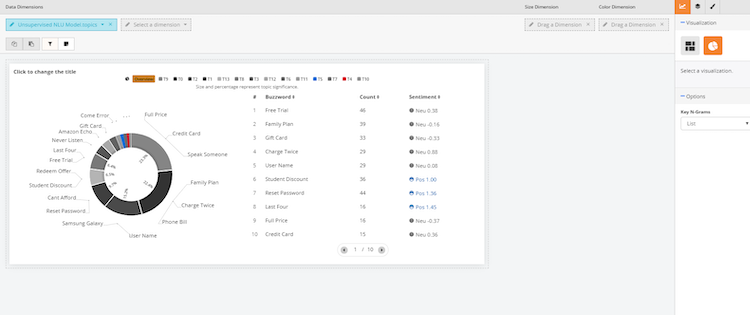 Data Dimensions
Size Dimension
Color Dimension
Unsupervised NLU Model:topics
Select a dimension
Drag a Dimension
Drag a Dimension
Visualization
Select a visualization.
Options
Key N-Grams
List
Click to change the title
T9 T0 T2 T1 T13 T8 T3 T12 T6 T11 T5 T7 T4 T10
Size and percentage represent topic significance.
Come Error
Gift Card
Amazon Echo
Never Listen
Last Four
Free Trial
Redeem Offer
Student Discount
Cant Afford
Reset Password
Samsung Galaxy
User Name
Phone Bill
Charge Twice
Family Plan
Speak Someone
Credit Card
Full Price
# Buzzword Count Sentiment
1 Free Trial 46 Neu 0.38
2 Family Plan 39 Neu -0.16
3 Gift Card 33 Neu -0.33
4 Charge Twice 29 Neu 0.88
5 User Name 29 Neu 0.08
6 Student Discount 36 Pos 1.00
7 Reset Password 44 Pos 1.36
8 Last Four 16 Pos 1.45
9 Full Price 16 Neu -0.37
10 Credit Card 15 Neu 0.36
1 / 10